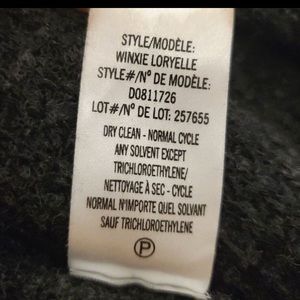 STYLE/MODÈLE:
WINXIE LORYELLE
STYLE#/N° DE MODÈLE:
D0811726
LOT#/N° DE LOT: 257655
DRY CLEAN - NORMAL CYCLE
ANY SOLVENT EXCEPT
TRICHLOROETHYLENE/
NETTOYAGE À SEC - CYCLE
NORMAL N'IMPORTE QUEL SOLVANT
SAUF TRICHLOROETHYLENE
P